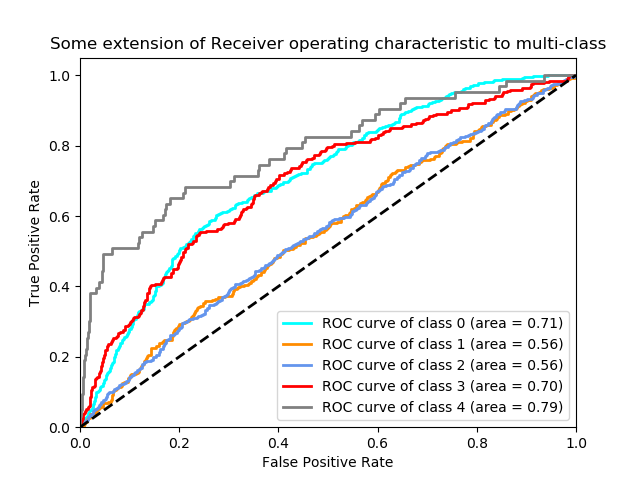 Some extension of Receiver operating characteristic to multi-class
True Positive Rate
1.0
0.8
0.6
0.4
0.2
0.0
ROC curve of class 0 (area = 0.71)
ROC curve of class 1 (area = 0.56)
ROC curve of class 2 (area = 0.56)
ROC curve of class 3 (area = 0.70)
ROC curve of class 4 (area = 0.79)
0.0 0.2 0.4 0.6 0.8 1.0
False Positive Rate